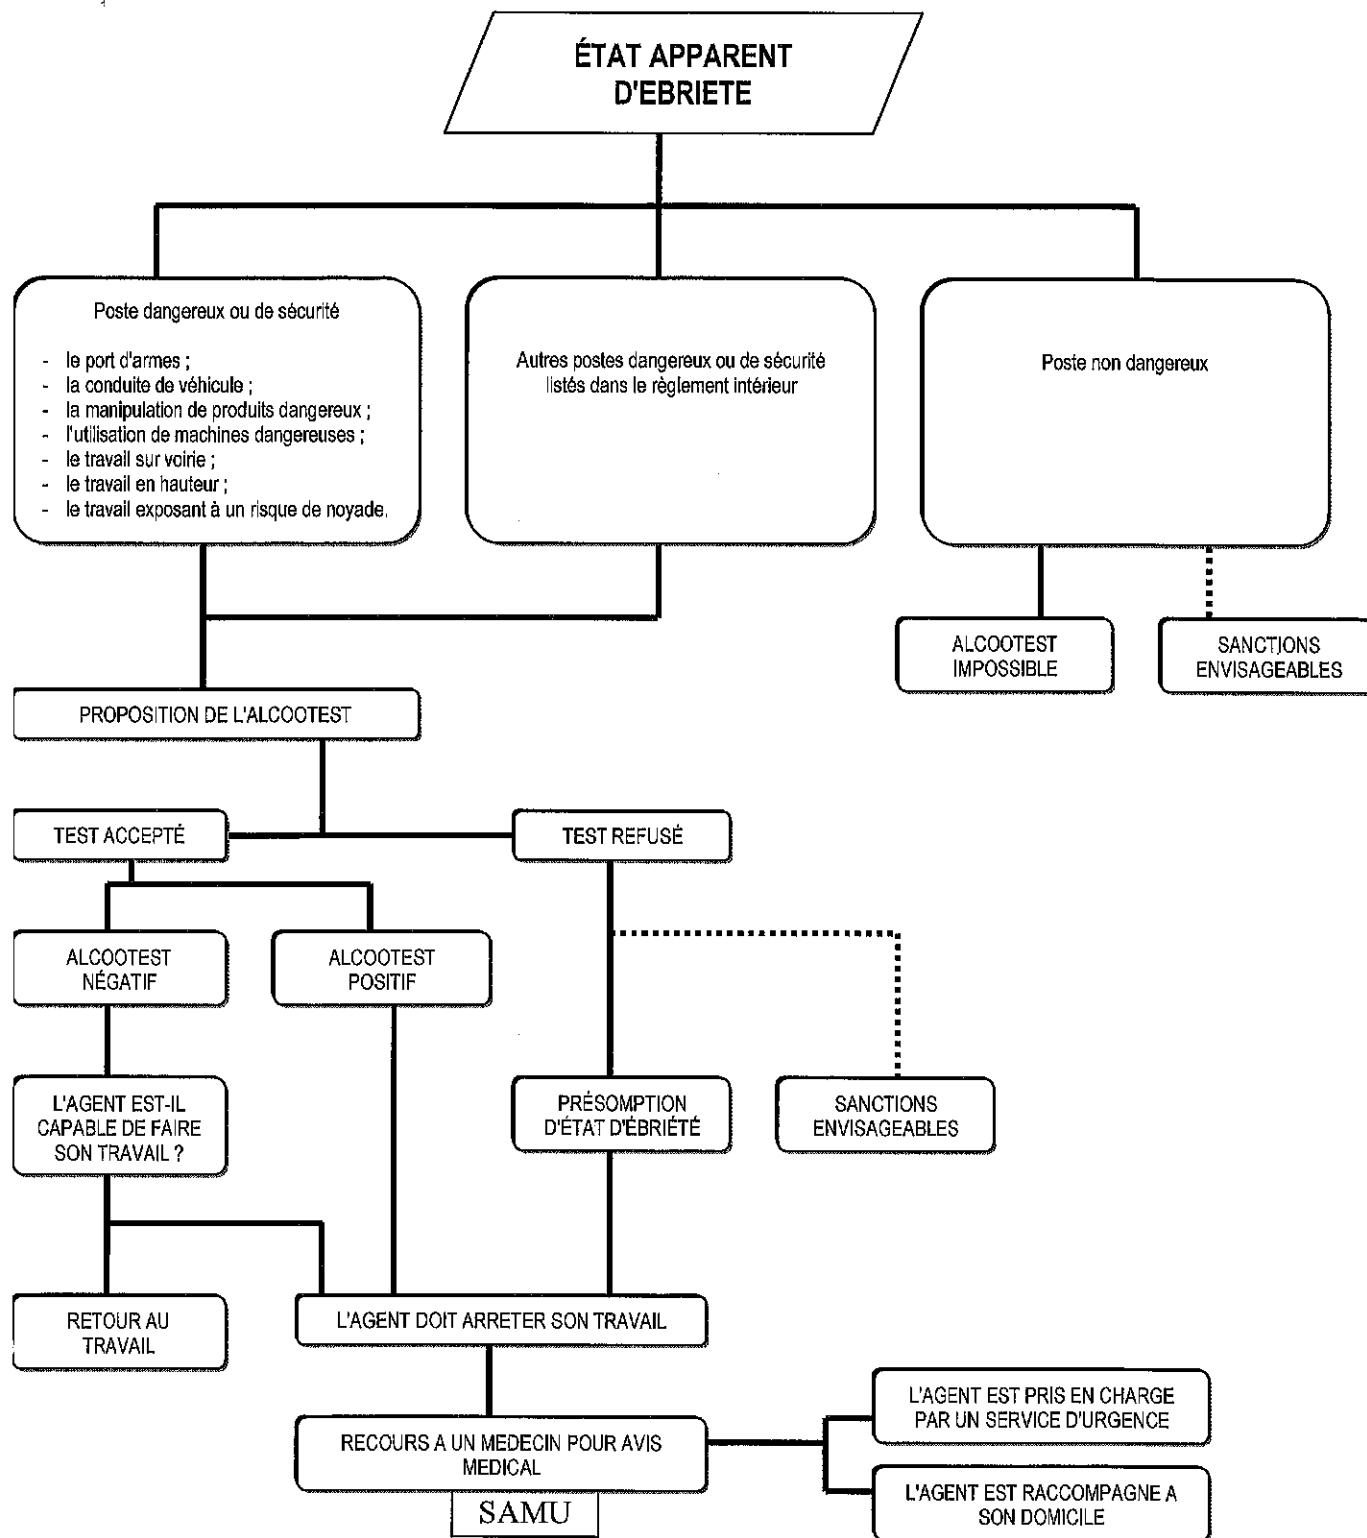 ÉTAT APPARENT
D'EBRIETE
Poste dangereux ou de sécurité
- le port d'armes ;
- la conduite de véhicule ;
- la manipulation de produits dangereux ;
- l'utilisation de machines dangereuses ;
- le travail sur voirie ;
- le travail en hauteur ;
- le travail exposant à un risque de noyade.
Autres postes dangereux ou de sécurité
listés dans le règlement intérieur
Poste non dangereux
ALCOOTEST
IMPOSSIBLE
SANCTIONS
ENVISAGEABLES
PROPOSITION DE L'ALCOOTEST
TEST ACCEPTÉ
TEST REFUSÉ
ALCOOTEST
NÉGATIF
ALCOOTEST
POSITIF
L'AGENT EST-IL
CAPABLE DE FAIRE
SON TRAVAIL ?
PRÉSOMPTION
D'ÉTAT D'ÉBRIÉTÉ
SANCTIONS
ENVISAGEABLES
RETOUR AU
TRAVAIL
L'AGENT DOIT ARRETER SON TRAVAIL
L'AGENT EST PRIS EN CHARGE
PAR UN SERVICE D'URGENCE
RECOURS A UN MEDECIN POUR AVIS
MEDICAL
L'AGENT EST RACCOMPAGNE A
SON DOMICILE
SAMU